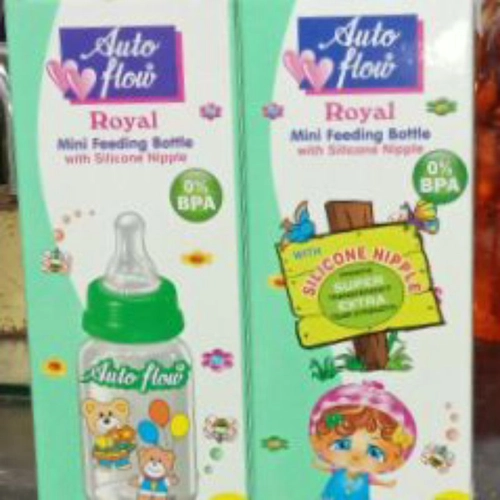 Auto
flow
Royal
Mini Feeding Bottle
with Silicone Nipple
0%
BPA
Auto flow
Auto
flow
Royal
Mini Feeding Bottle
with Silicone Nipple
0%
BPA
WITH
SILICONE NIPPLE
SUPER
EXTRA